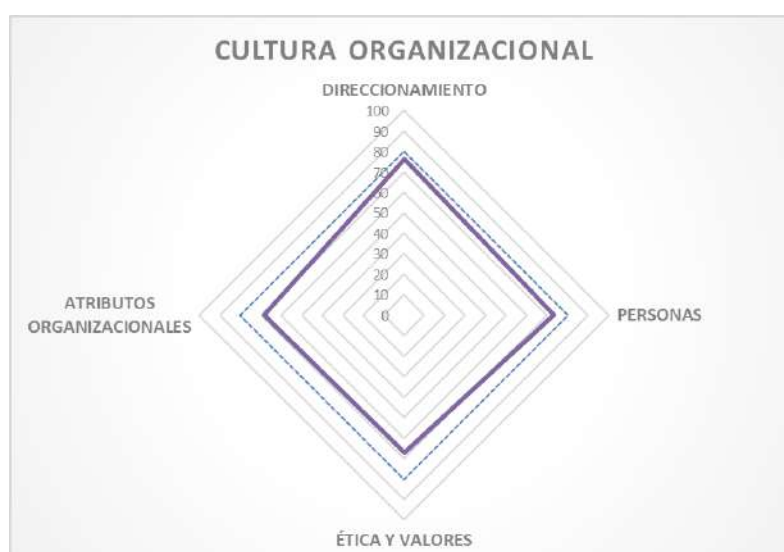 CULTURA ORGANIZACIONAL
DIRECCIONAMIENTO
100
90
80
70
60
50
40
30
20
10
0
ATRIBUTOS
ORGANIZACIONALES
PERSONAS
ÉTICA Y VALORES